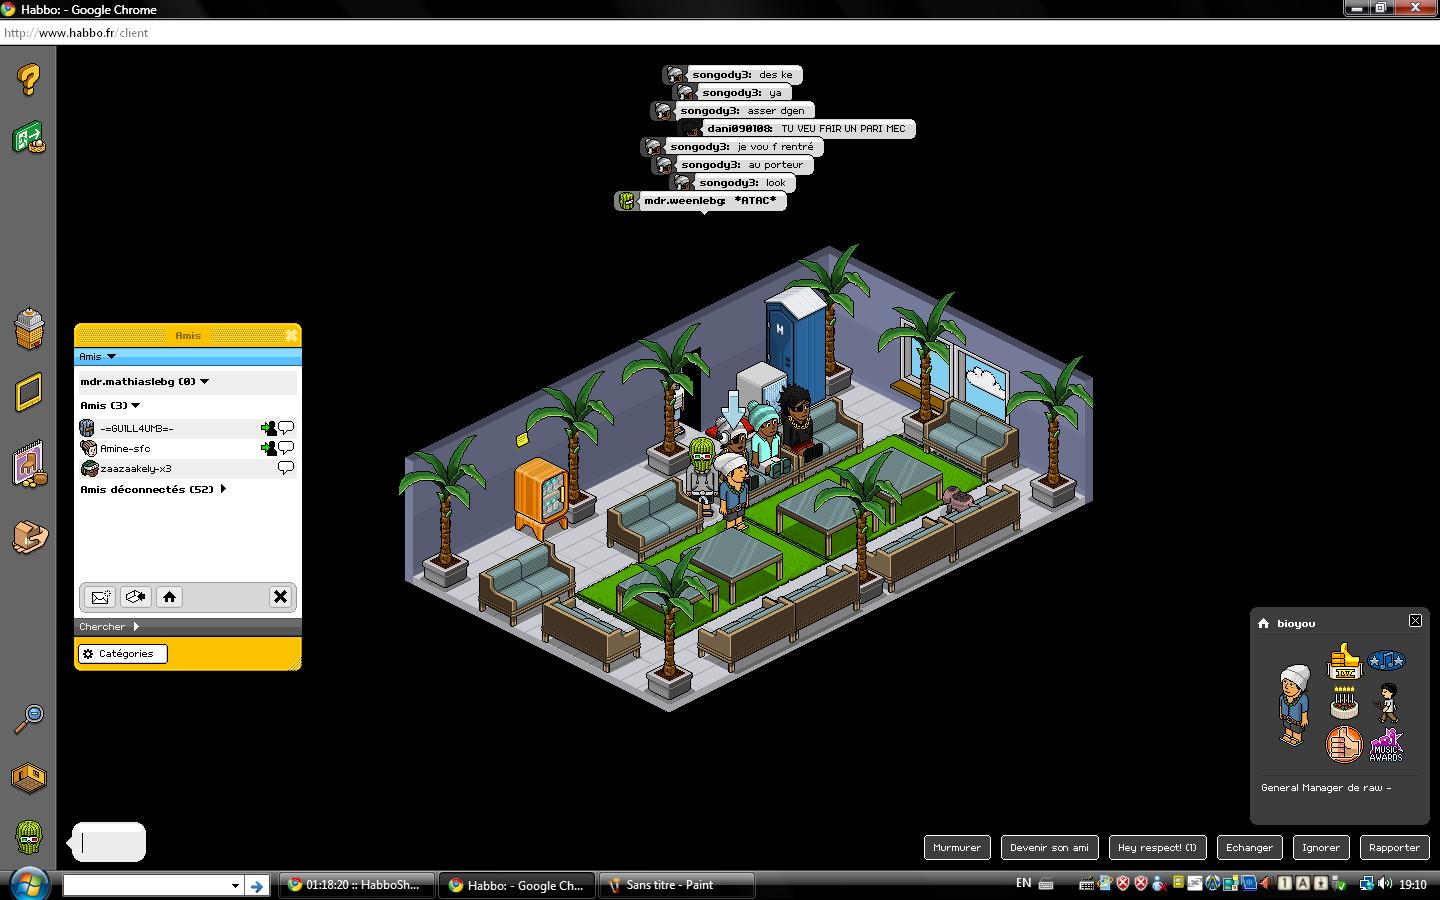 Habbo: - Google Chrome
http://www.habbo.fr/client
songody3: des ke
songody3: ya
songody3: asser dgen
dani090108: TU VEU FAIR UN PARI MEC
songody3: je vou f rentré
songody3: au porteur
songody3: look
mdr.weenlebg: *ATAC*
Amis
Amis
mdr.mathiaslebg (0)
Amis (3)
-=GU1LL4UMB=-
Amine-sfc
zaazaakely-x3
Amis déconnectés (52)
Chercher
Catégories
H
bioyou
MUSIC
AWARDS
General Manager de raw -
Murmurer
Devenir son ami
Hey respect! (1)
Echanger
Ignorer
Rapporter
01:18:20 :: HabboSh...
Habbo: - Google Ch...
Sans titre - Paint
EN
1
A
19:10